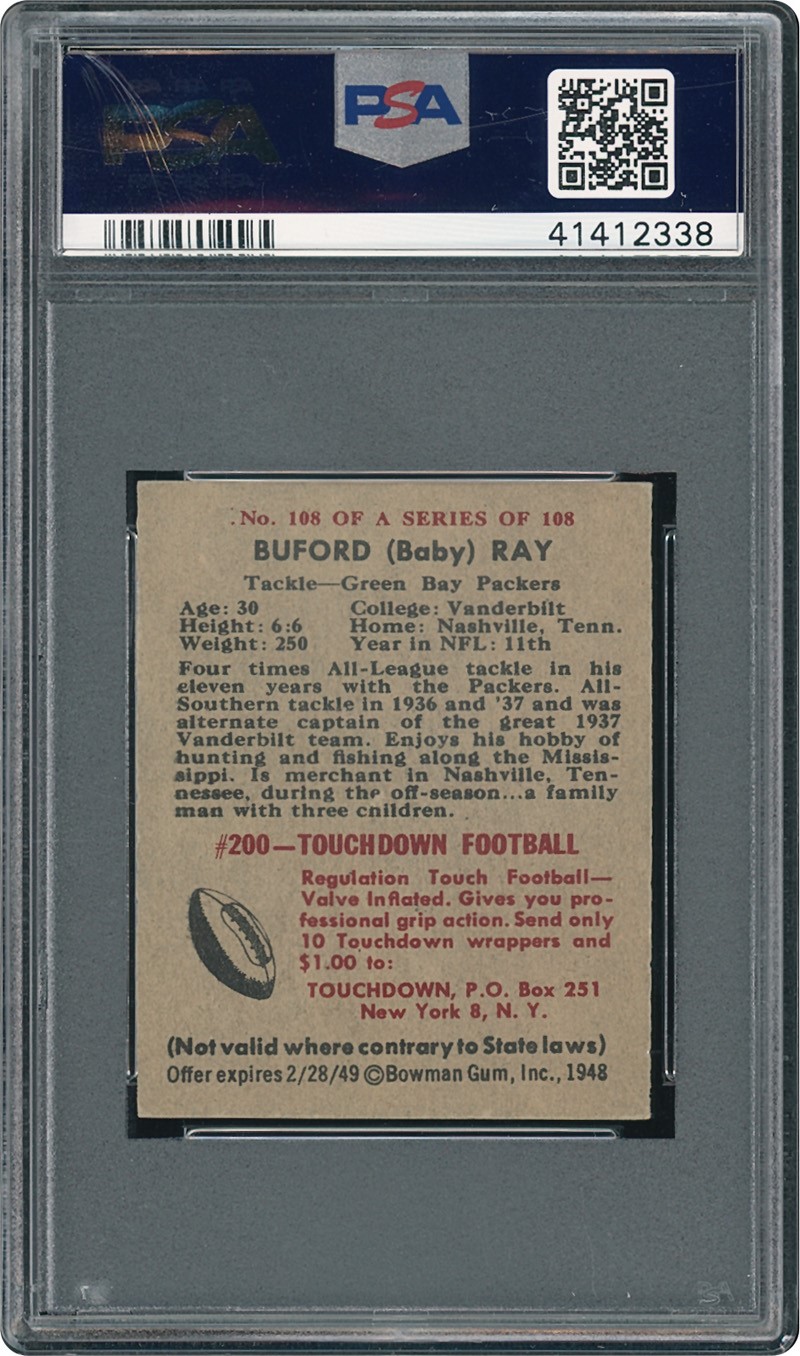 PSA
PSA
41412338
.No. 108 OF A SERIES OF 108
BUFORD (Baby) RAY
Tackle—Green Bay Packers
Age: 30 College: Vanderbilt
Height: 6:6 Home: Nashville, Tenn.
Weight: 250 Year in NFL: 11th
Four times All-League tackle in his
eleven years with the Packers. All-
Southern tackle in 1936 and '37 and was
alternate captain of the great 1937
Vanderbilt team. Enjoys his hobby of
hunting and fishing along the Missis-
sippi. Is merchant in Nashville, Ten-
nessee, during the off-season...a family
man with three cnildren.
#200—TOUCHDOWN FOOTBALL
Regulation Touch Football—
Valve Inflated. Gives you pro-
fessional grip action. Send only
10 Touchdown wrappers and
$1.00 to:
TOUCHDOWN, P.O. Box 251
New York 8, N. Y.
(Not valid where contrary to State laws)
Offer expires 2/28/49 ©Bowman Gum, Inc., 1948